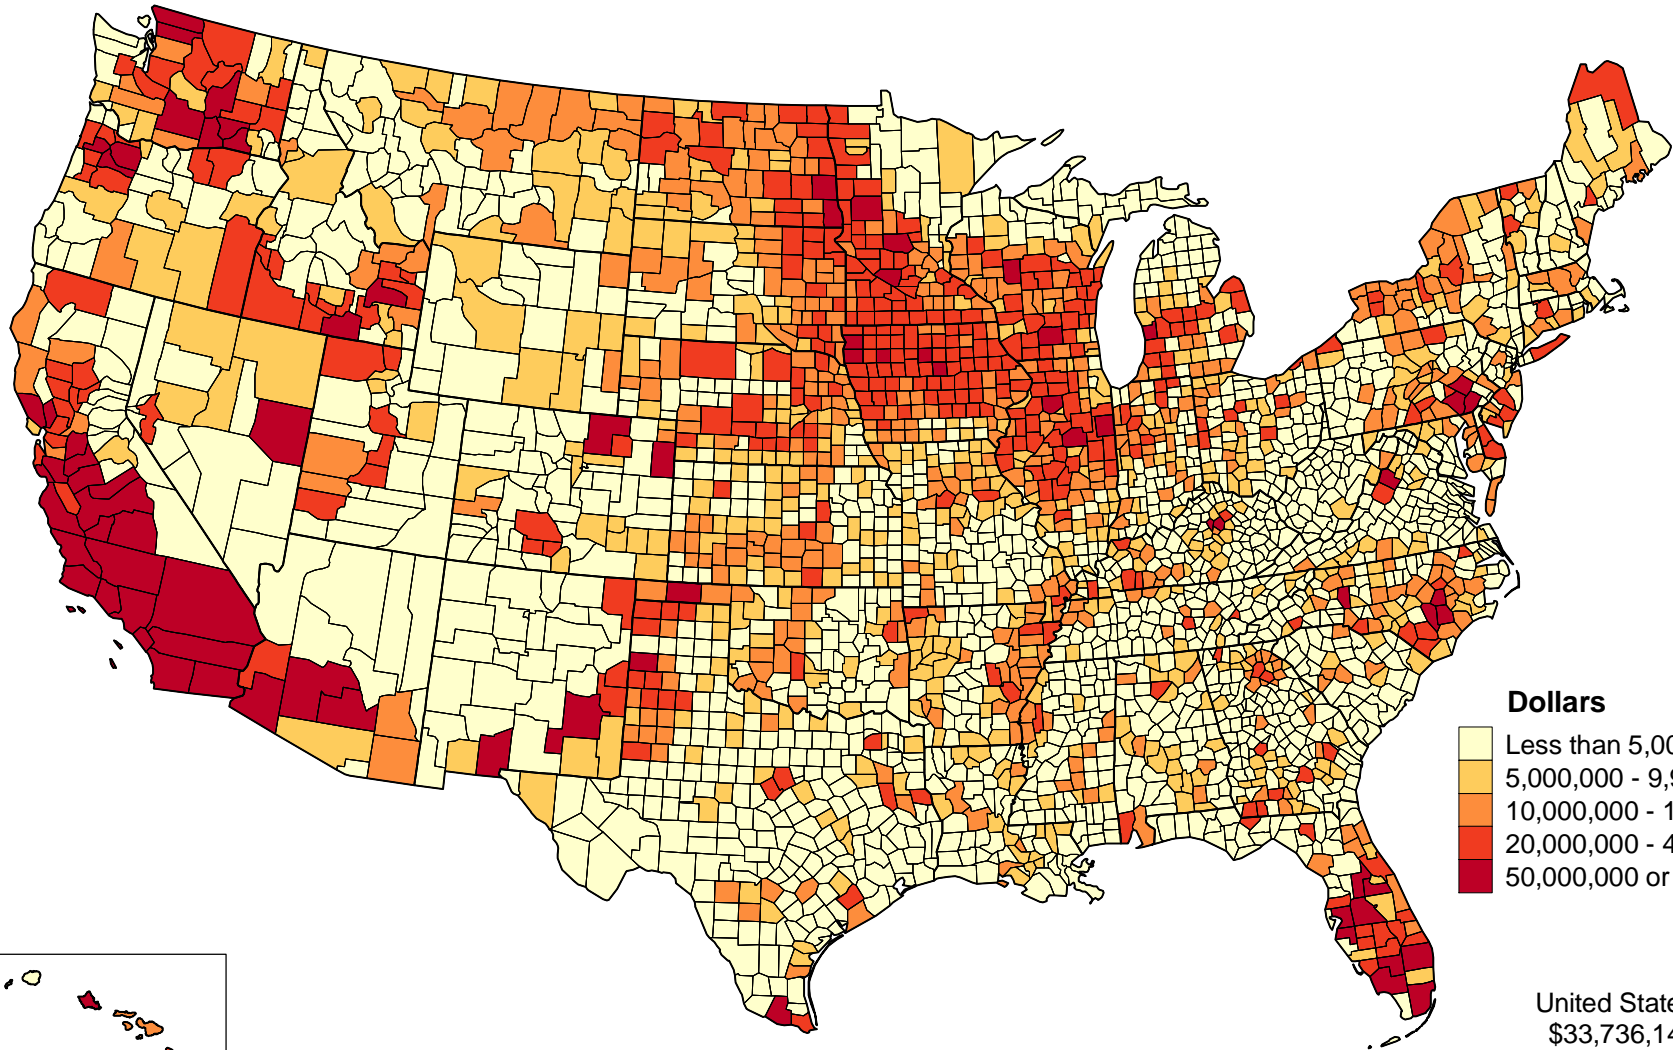 Dollars
Less than 5,00
5,000,000 - 9,9
10,000,000 - 1
20,000,000 - 4
50,000,000 or
United State
$33,736,14